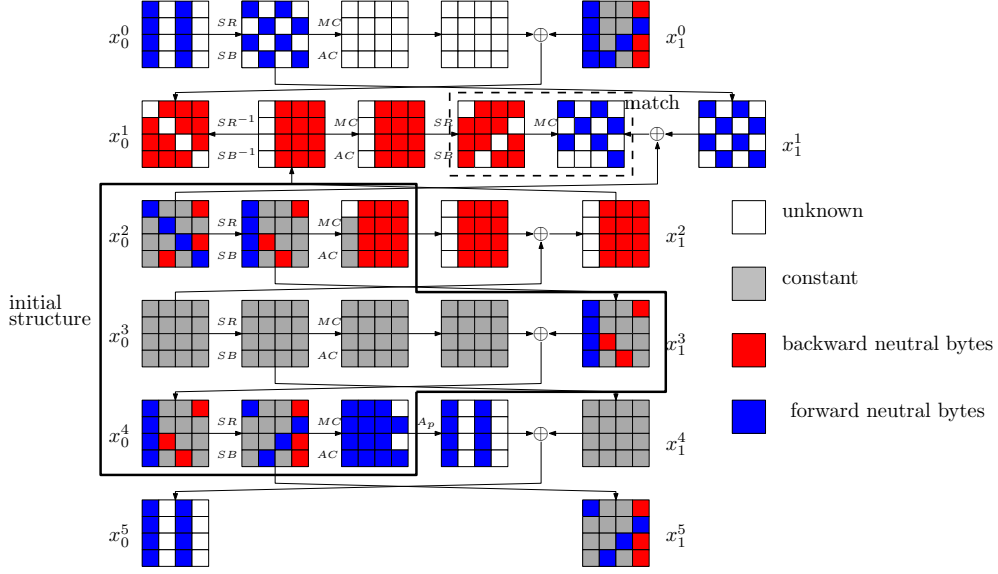 SR MC
x_0^0 x_1^0
SB AC
match
SR^{-1} MC SR MC
x_0^1 x_1^1
SB^{-1} AC SB
SR MC
x_0^2 x_1^2
SB AC
unknown
constant
initial
structure
SR MC
x_0^3 x_1^3
SB AC
backward neutral bytes
forward neutral bytes
SR MC A_p
x_0^4 x_1^4
SB AC
x_0^5 x_1^5